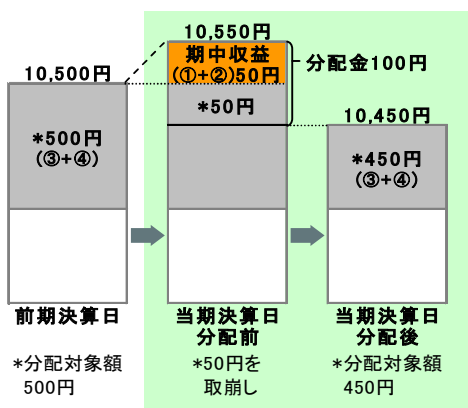 10,550円
期中収益
(①+②)50円
分配金100円
10,500円
*50円
10,450円
*500円
(③+④)
*450円
(③+④)
前期決算日
当期決算日
分配前
当期決算日
分配後
*分配対象額
500円
*50円を
取崩し
*分配対象額
450円